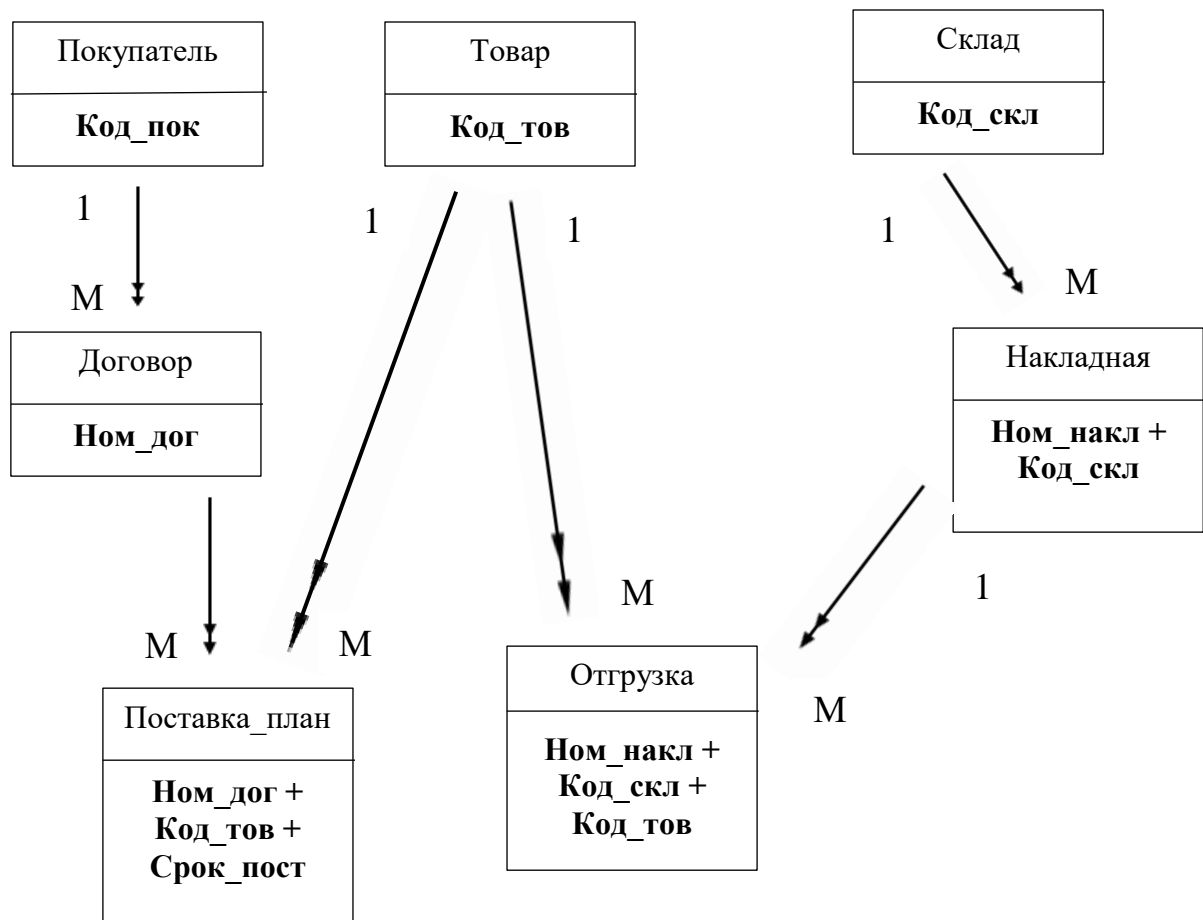 Покупатель
Код_пок
Товар
Код_тов
Склад
Код_скл
1
1
1
1
М
М
Договор
Ном_дог
Накладная
Ном_накл +
Код_скл
1
М
М
М
М
Поставка_план
Ном_дог +
Код_тов +
Срок_пост
Отгрузка
Ном_накл +
Код_скл +
Код_тов